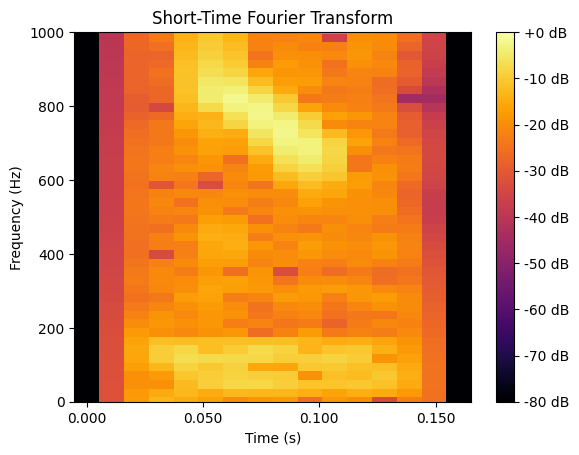 Short-Time Fourier Transform
1000
800
600
400
200
0
Frequency (Hz)
0.000
0.050
0.100
0.150
Time (s)
+0 dB
-10 dB
-20 dB
-30 dB
-40 dB
-50 dB
-60 dB
-70 dB
-80 dB